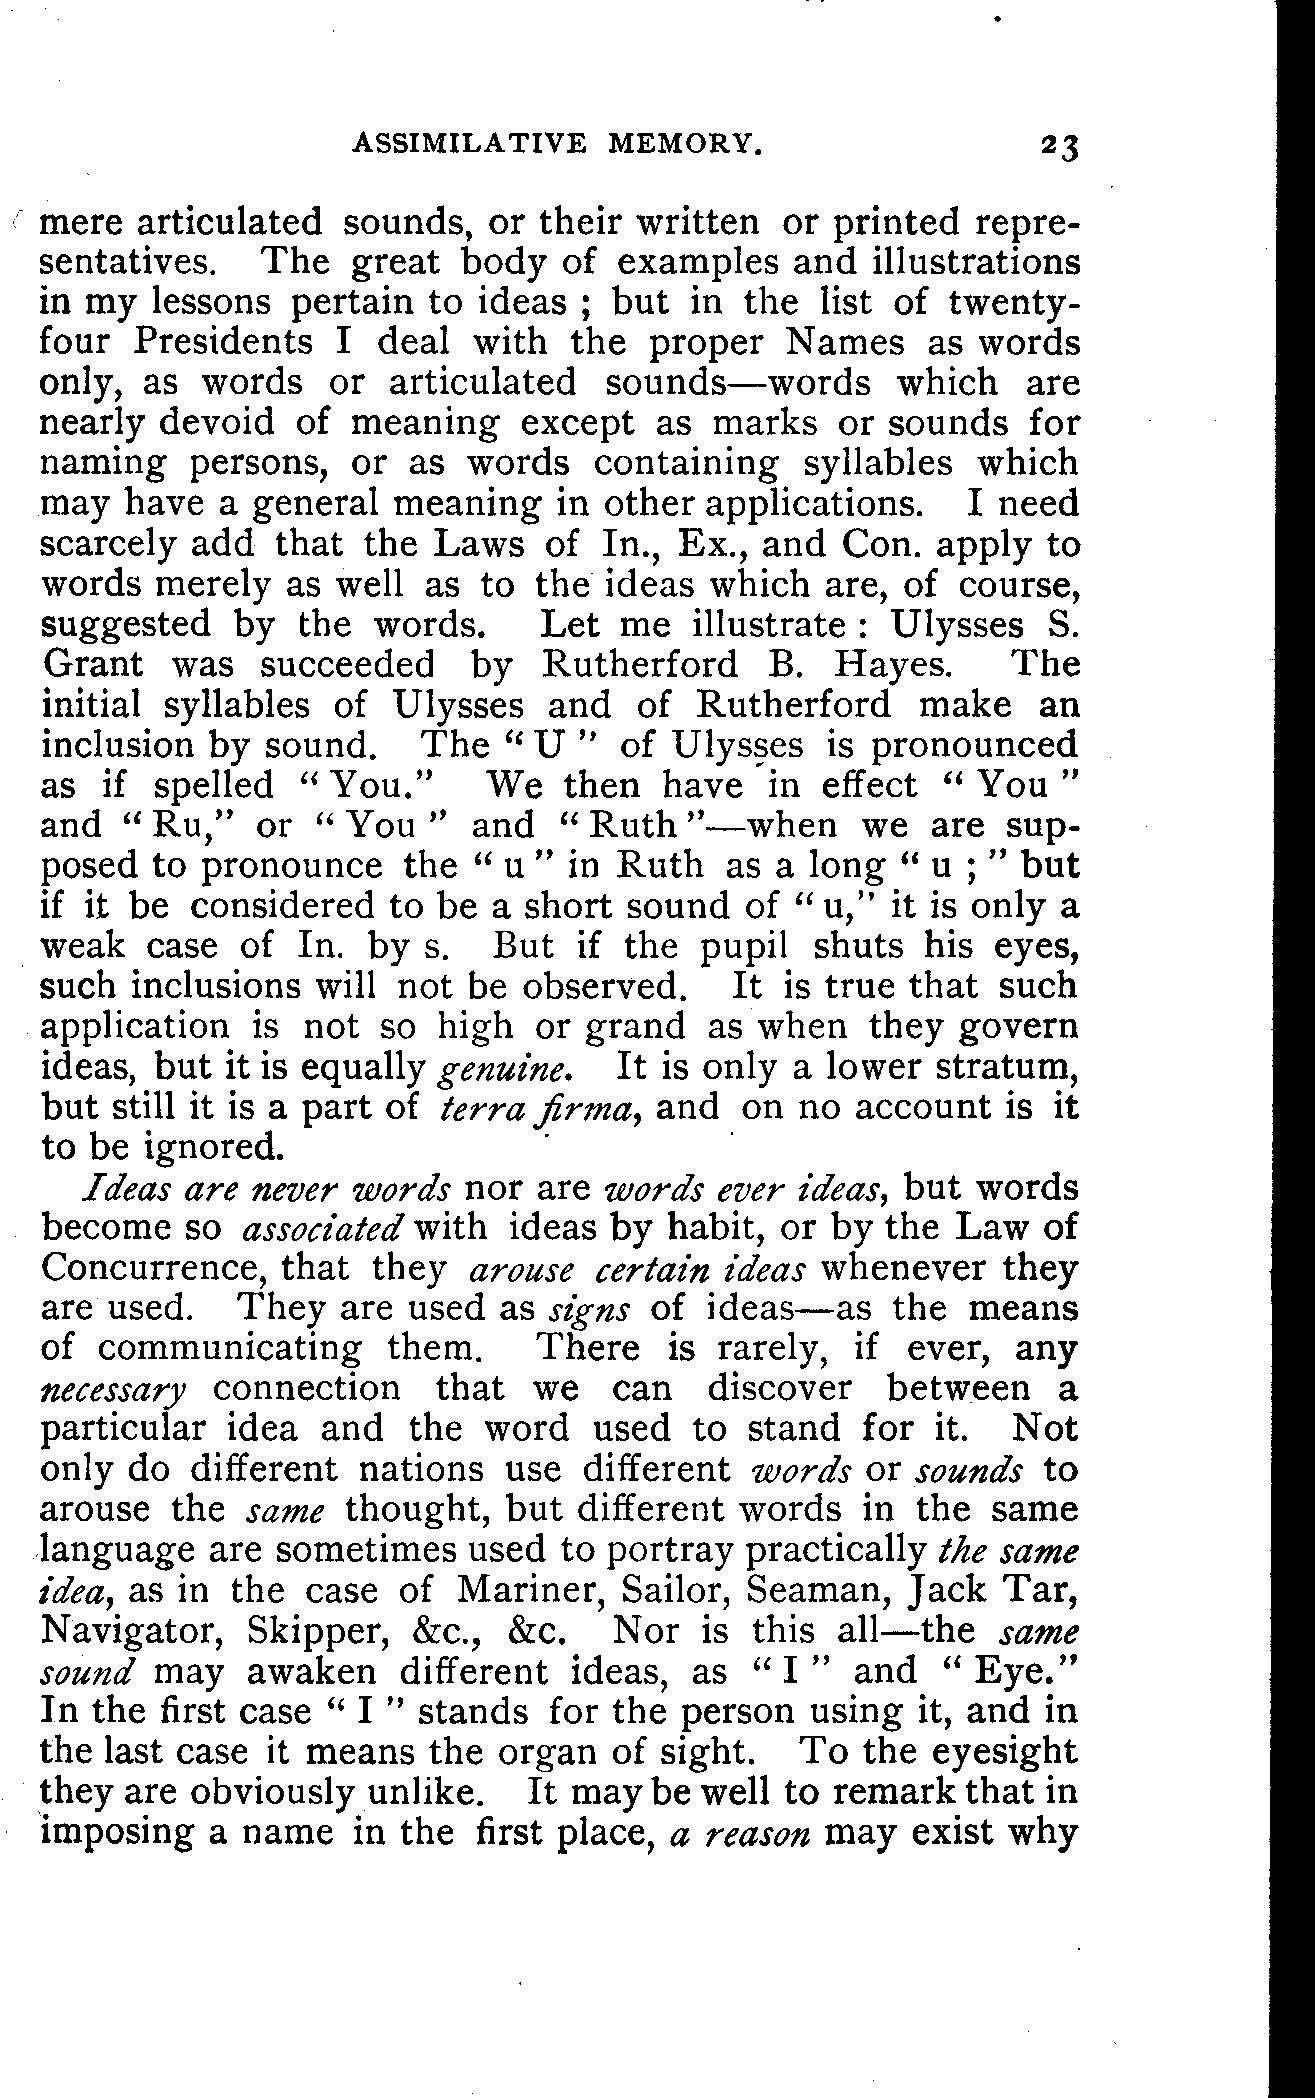 ASSIMILATIVE MEMORY. 23
mere articulated sounds, or their written or printed repre-
sentatives. The great body of examples and illustrations
in my lessons pertain to ideas ; but in the list of twenty-
four Presidents I deal with the proper Names as words
only, as words or articulated sounds—words which are
nearly devoid of meaning except as marks or sounds for
naming persons, or as words containing syllables which
may have a general meaning in other applications. I need
scarcely add that the Laws of In., Ex., and Con. apply to
words merely as well as to the ideas which are, of course,
suggested by the words. Let me illustrate : Ulysses S.
Grant was succeeded by Rutherford B. Hayes. The
initial syllables of Ulysses and of Rutherford make an
inclusion by sound. The “ U ” of Ulysses is pronounced
as if spelled “ You.” We then have in effect “ You ”
and “ Ru,” or “ You ” and “ Ruth ”—when we are sup-
posed to pronounce the “ u ” in Ruth as a long “ u ; ” but
if it be considered to be a short sound of “ u,” it is only a
weak case of In. by s. But if the pupil shuts his eyes,
such inclusions will not be observed. It is true that such
application is not so high or grand as when they govern
ideas, but it is equally genuine. It is only a lower stratum,
but still it is a part of terra firma, and on no account is it
to be ignored.
Ideas are never words nor are words ever ideas, but words
become so associated with ideas by habit, or by the Law of
Concurrence, that they arouse certain ideas whenever they
are used. They are used as signs of ideas—as the means
of communicating them. There is rarely, if ever, any
necessary connection that we can discover between a
particular idea and the word used to stand for it. Not
only do different nations use different words or sounds to
arouse the same thought, but different words in the same
language are sometimes used to portray practically the same
idea, as in the case of Mariner, Sailor, Seaman, Jack Tar,
Navigator, Skipper, &c., &c. Nor is this all—the same
sound may awaken different ideas, as “ I ” and “ Eye.”
In the first case “ I ” stands for the person using it, and in
the last case it means the organ of sight. To the eyesight
they are obviously unlike. It may be well to remark that in
imposing a name in the first place, a reason may exist why